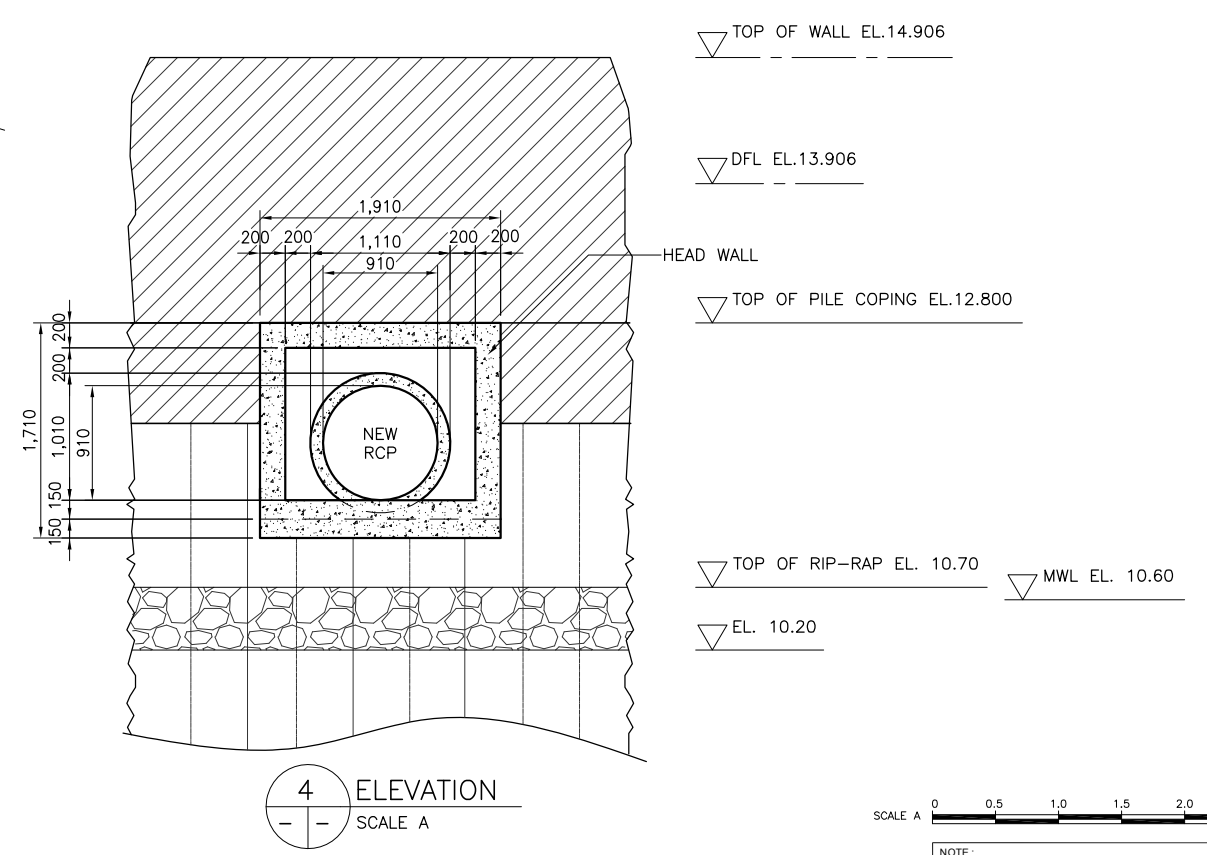 TOP OF WALL EL.14.906
DFL EL.13.906
1,910
200 200 1,110 200 200
910
HEAD WALL
TOP OF PILE COPING EL.12.800
200
200
1,710
1,010
910
150
150
NEW
RCP
TOP OF RIP-RAP EL. 10.70
MWL EL. 10.60
EL. 10.20
4 ELEVATION
- - SCALE A
SCALE A 0 0.5 1.0 1.5 2.0
NOTE: